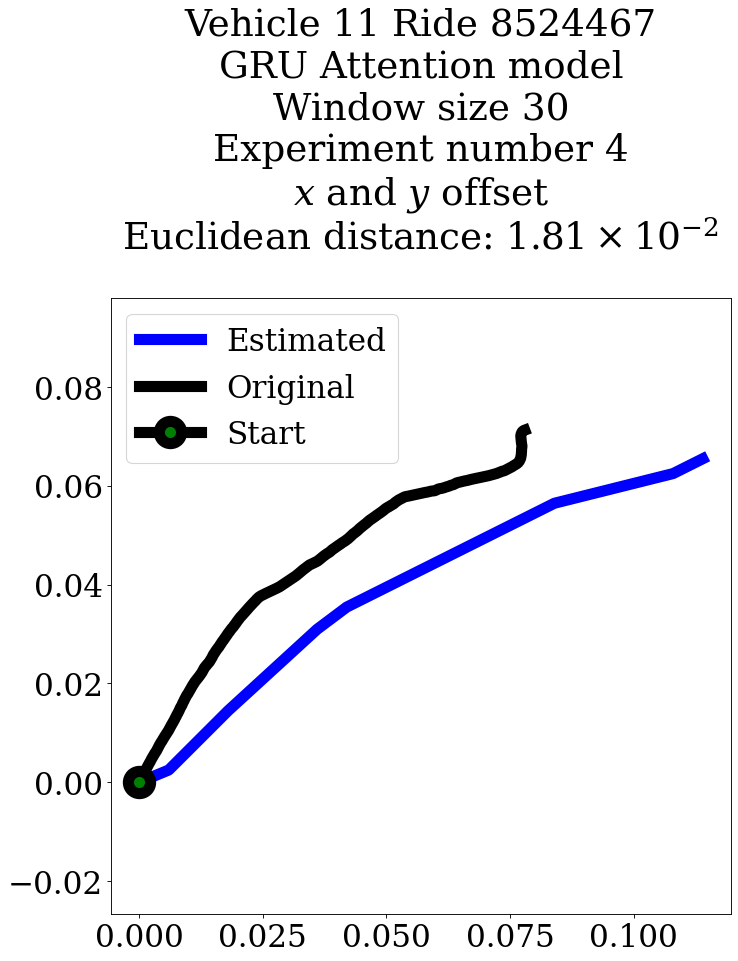 Vehicle 11 Ride 8524467
GRU Attention model
Window size 30
Experiment number 4
x and y offset
Euclidean distance: 1.81 × 10⁻²
Estimated
Original
Start
0.08
0.06
0.04
0.02
0.00
−0.02
0.000 0.025 0.050 0.075 0.100